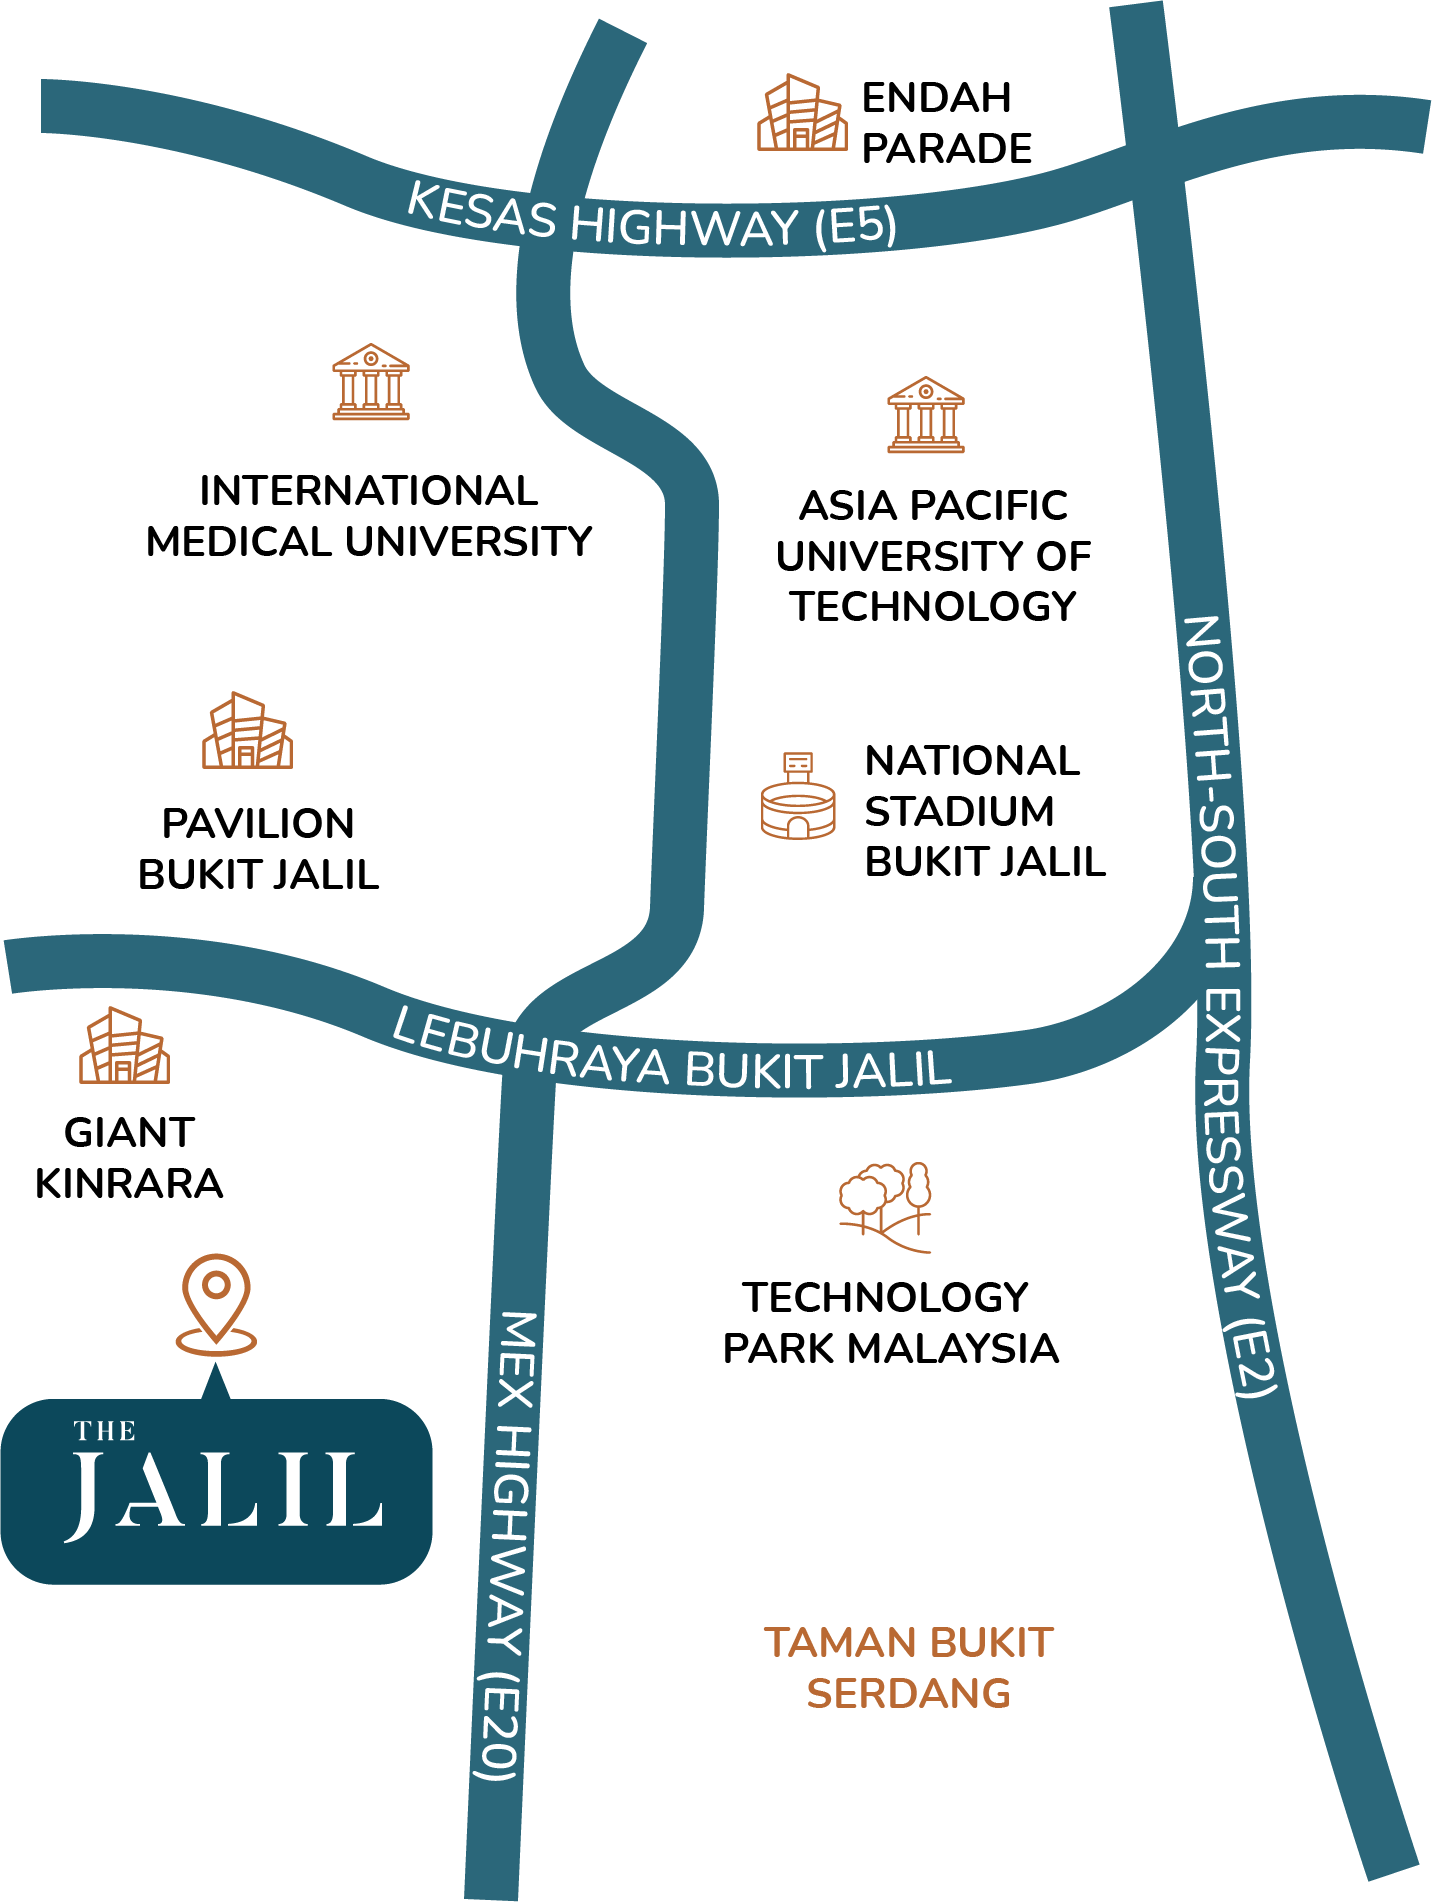 ENDAH
PARADE
KESAS HIGHWAY (E5)
INTERNATIONAL
MEDICAL UNIVERSITY
ASIA PACIFIC
UNIVERSITY OF
TECHNOLOGY
NORTH-SOUTH EXPRESSWAY (E2)
PAVILION
BUKIT JALIL
NATIONAL
STADIUM
BUKIT JALIL
LEBUHRAYA BUKIT JALIL
GIANT
KINRARA
TECHNOLOGY
PARK MALAYSIA
MEX HIGHWAY (E20)
THE
JALIL
TAMAN BUKIT
SERDANG